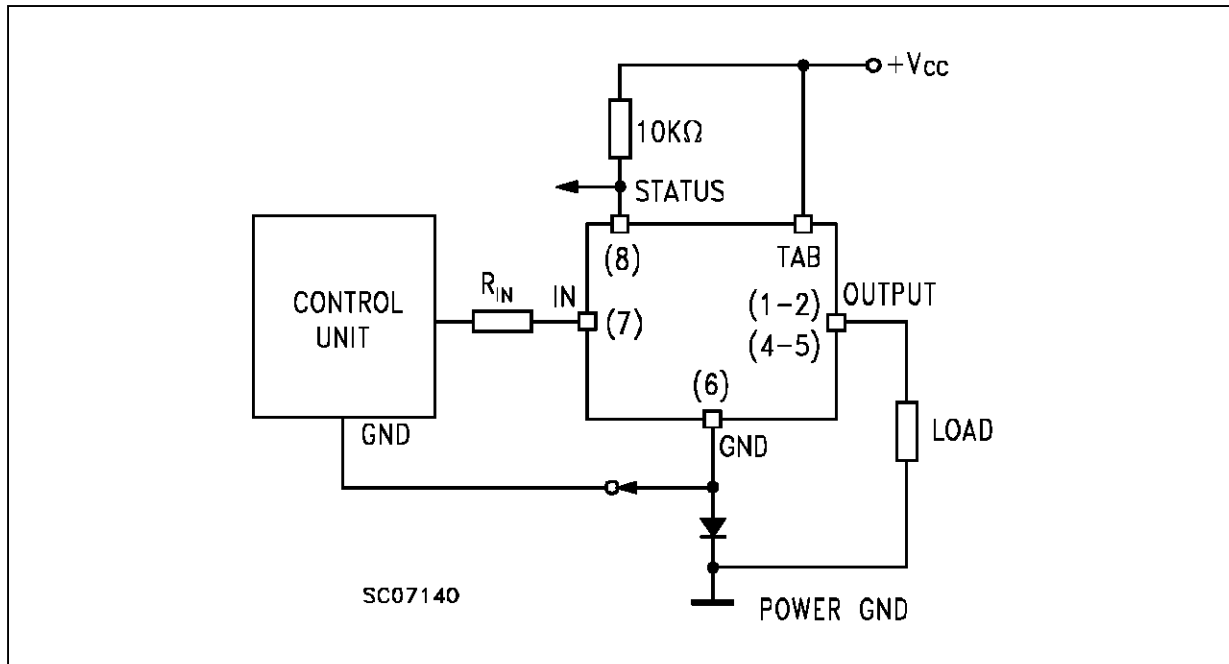 +Vcc
10KΩ
STATUS
(8)
TAB
CONTROL
UNIT
RIN
IN
(7)
(1-2)
(4-5)
OUTPUT
(6)
GND
GND
LOAD
SC07140
POWER GND